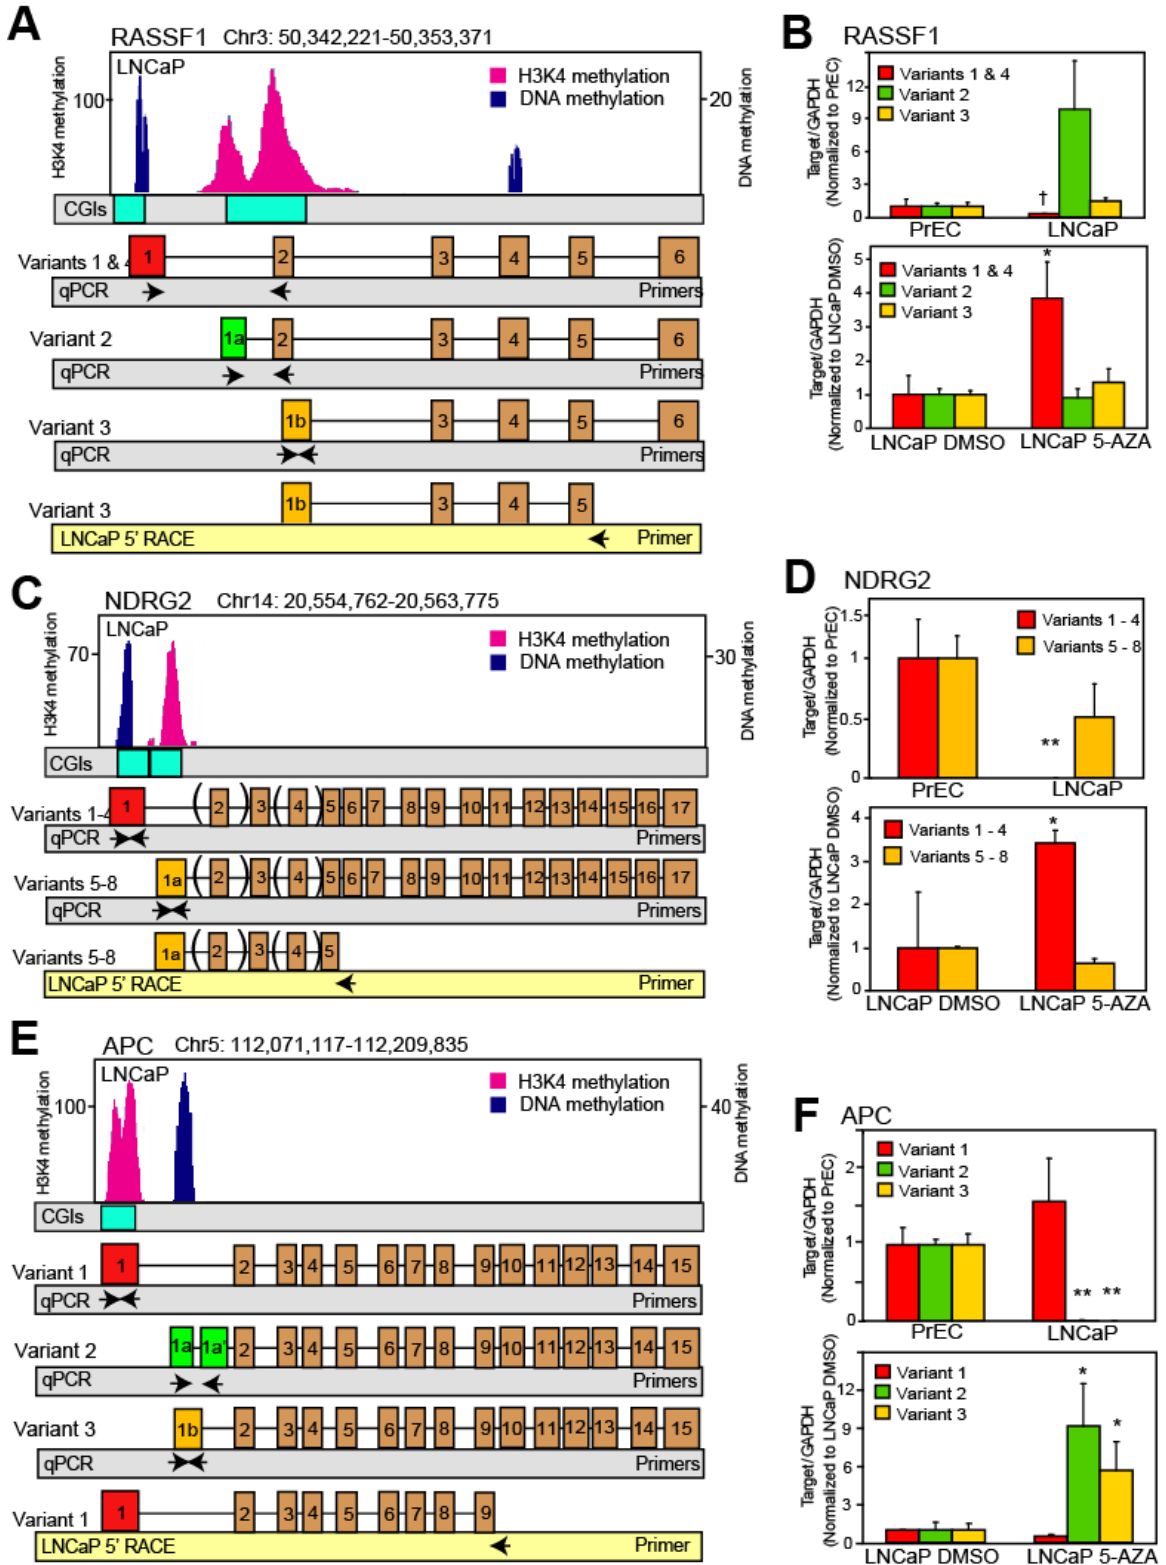 A
RASSF1 Chr3: 50,342,221-50,353,371
LNCaP
H3K4 methylation
100
H3K4 methylation
DNA methylation
20
DNA methylation
CGIs
Variants 1 & 4
1 2 3 4 5 6
qPCR Primers
Variant 2
1a 2 3 4 5 6
qPCR Primers
Variant 3
1b 3 4 5 6
qPCR Primers
Variant 3
1b 3 4 5
LNCaP 5' RACE Primer
B
RASSF1
Target/GAPDH
(Normalized to PrEC)
12
9
6
3
0
Variants 1 & 4
Variant 2
Variant 3
†
PrEC LNCaP
Target/GAPDH
(Normalized to LNCaP DMSO)
5
4
3
2
1
0
Variants 1 & 4
Variant 2
Variant 3
*
LNCaP DMSO LNCaP 5-AZA
C
NDRG2 Chr14: 20,554,762-20,563,775
LNCaP
H3K4 methylation
70
H3K4 methylation
DNA methylation
30
DNA methylation
CGIs
Variants 1-4
1 ( 2 ) 3 ( 4 ) 5 6 7 8 9 10 11 12 13 14 15 16 17
qPCR Primers
Variants 5-8
1a ( 2 ) 3 ( 4 ) 5 6 7 8 9 10 11 12 13 14 15 16 17
qPCR Primers
Variants 5-8
1a ( 2 ) 3 ( 4 ) 5
LNCaP 5' RACE Primer
D
NDRG2
Target/GAPDH
(Normalized to PrEC)
1.5
1
0.5
0
Variants 1 - 4
Variants 5 - 8
**
PrEC LNCaP
Target/GAPDH
(Normalized to LNCaP DMSO)
4
3
2
1
0
Variants 1 - 4
Variants 5 - 8
*
LNCaP DMSO LNCaP 5-AZA
E
APC Chr5: 112,071,117-112,209,835
LNCaP
H3K4 methylation
100
H3K4 methylation
DNA methylation
40
DNA methylation
CGIs
Variant 1
1 2 3 4 5 6 7 8 9 10 11 12 13 14 15
qPCR Primers
Variant 2
1a 1a' 2 3 4 5 6 7 8 9 10 11 12 13 14 15
qPCR Primers
Variant 3
1b 2 3 4 5 6 7 8 9 10 11 12 13 14 15
qPCR Primers
Variant 1
1 2 3 4 5 6 7 8 9
LNCaP 5' RACE Primer
F
APC
Target/GAPDH
(Normalized to PrEC)
2
1
0
Variant 1
Variant 2
Variant 3
** **
PrEC LNCaP
Target/GAPDH
(Normalized to LNCaP DMSO)
12
9
6
3
0
Variant 1
Variant 2
Variant 3
* *
LNCaP DMSO LNCaP 5-AZA